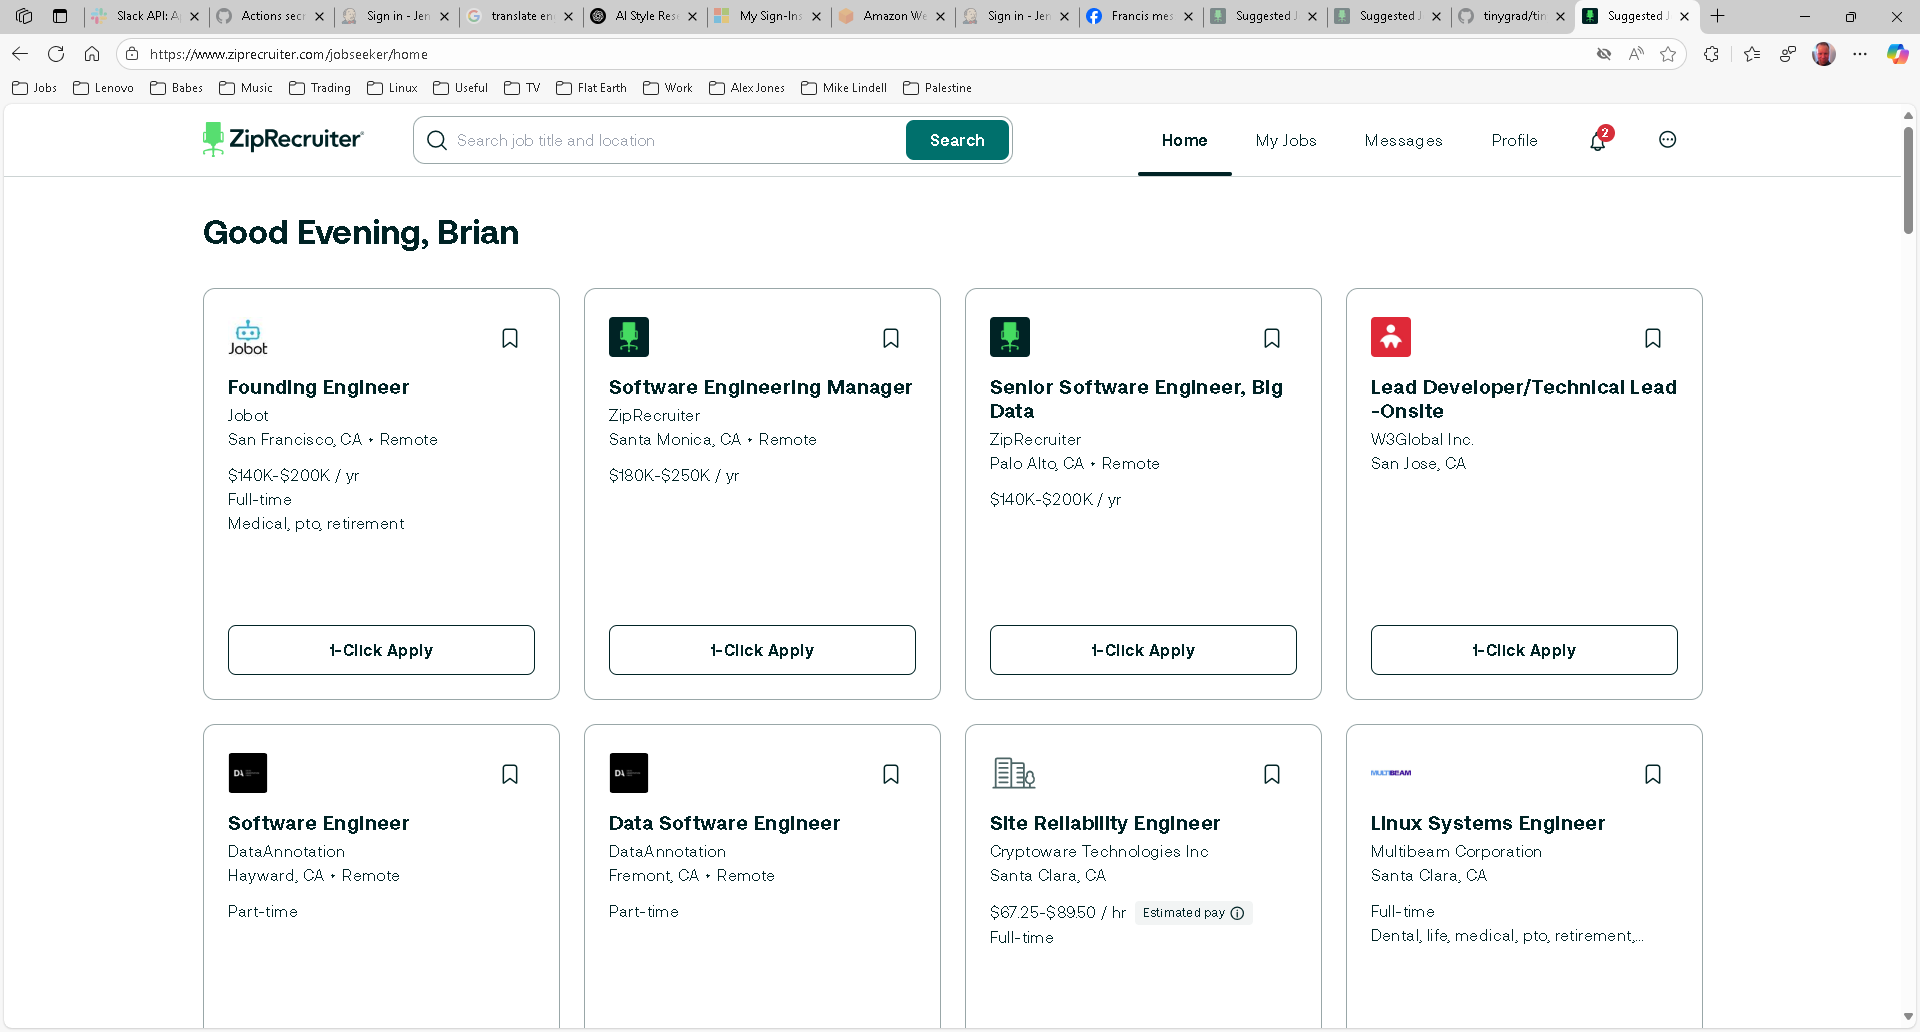 Slack API: A
Actions secr
Sign in - Jen
translate en
AI Style Res
My Sign-Ins
Amazon We
Sign in - Jen
Francis mes
Suggested J
Suggested J
tinygrad/tin
Suggested J
https://www.ziprecruiter.com/jobseeker/home
Jobs
Lenovo
Babes
Music
Trading
Linux
Useful
TV
Flat Earth
Work
Alex Jones
Mike Lindell
Palestine
ZipRecruiter
Search job title and location
Search
Home
My Jobs
Messages
Profile
2
Good Evening, Brian
Jobot
Founding Engineer
Jobot
San Francisco, CA • Remote
$140K-$200K / yr
Full-time
Medical, pto, retirement
1-Click Apply
Software Engineering Manager
ZipRecruiter
Santa Monica, CA • Remote
$180K-$250K / yr
1-Click Apply
Senior Software Engineer, Big
Data
ZipRecruiter
Palo Alto, CA • Remote
$140K-$200K / yr
1-Click Apply
Lead Developer/Technical Lead
-Onsite
W3Global Inc.
San Jose, CA
1-Click Apply
DA
Software Engineer
DataAnnotation
Hayward, CA • Remote
Part-time
DA
Data Software Engineer
DataAnnotation
Fremont, CA • Remote
Part-time
Site Reliability Engineer
Cryptoware Technologies Inc
Santa Clara, CA
$67.25-$89.50 / hr Estimated pay
Full-time
MULTIBEAM
Linux Systems Engineer
Multibeam Corporation
Santa Clara, CA
Full-time
Dental, life, medical, pto, retirement,...